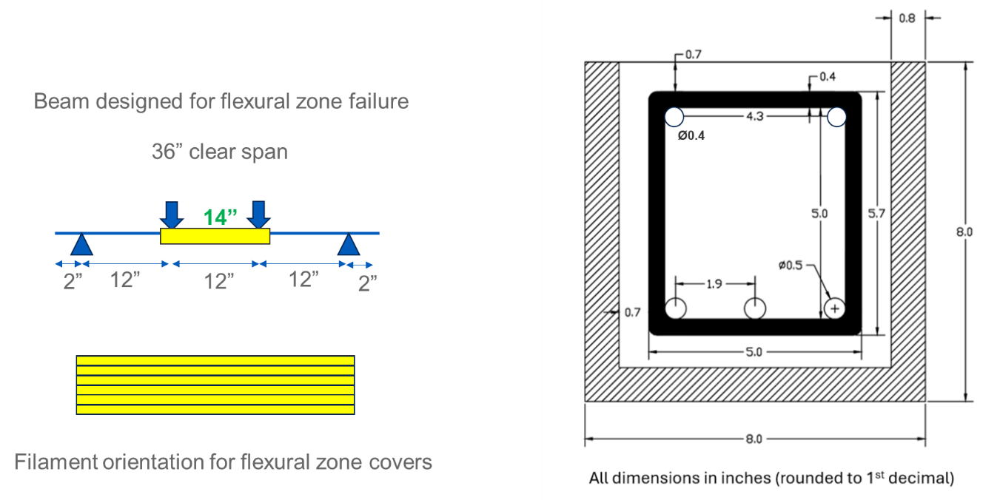 Beam designed for flexural zone failure
36” clear span
14”
2”
12”
12”
12”
2”
Filament orientation for flexural zone covers
0.8
0.7
0.4
4.3
Ø0.4
5.0
5.7
8.0
Ø0.5
1.9
0.7
5.0
8.0
All dimensions in inches (rounded to 1st decimal)